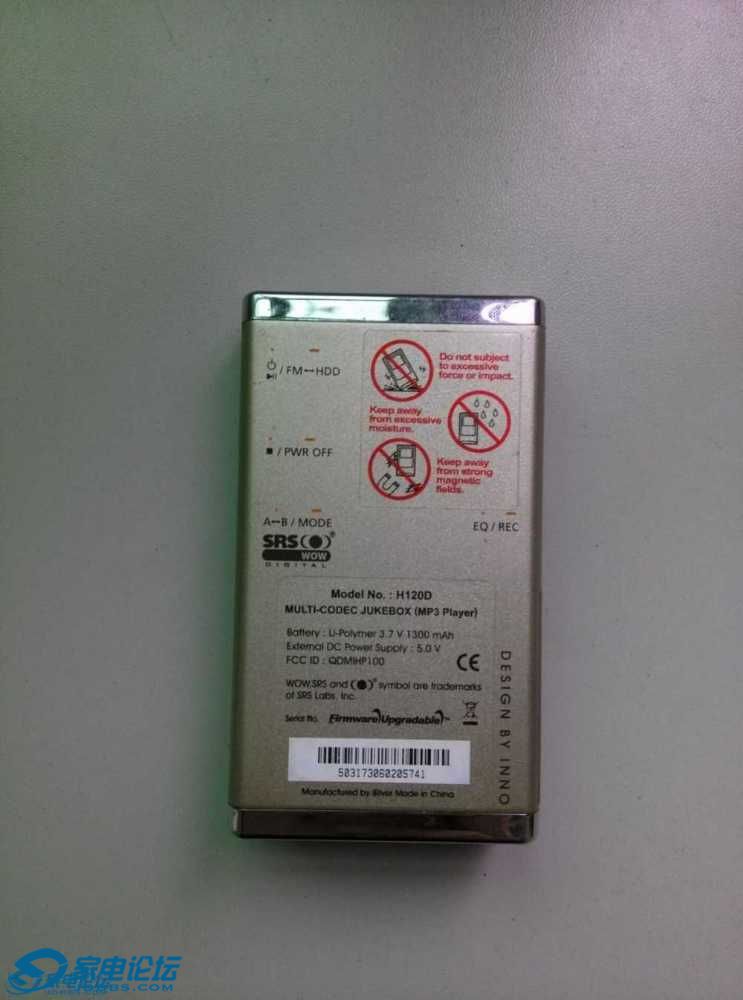 / FM↔HDD
Do not subject
to excessive
force or impact.
Keep away
from excessive
moisture.
■ / PWR OFF
Keep away
from strong
magnetic
fields.
A↔B / MODE
EQ / REC
SRS(●)®
WOW
DIGITAL
Model No. : H120D
MULTI-CODEC JUKEBOX (MP3 Player)
Battery : Li-Polymer 3.7 V 1300 mAh
External DC Power Supply : 5.0 V
FCC ID : QDMIHP100
CE
WOW,SRS and (●)® symbol are trademarks
of SRS Labs, Inc.
Serial No. Firmware Upgradable™
503173060205741
Manufactured by iRiver Made in China
DESIGN BY INNO
家电论坛
JDBBS.COM